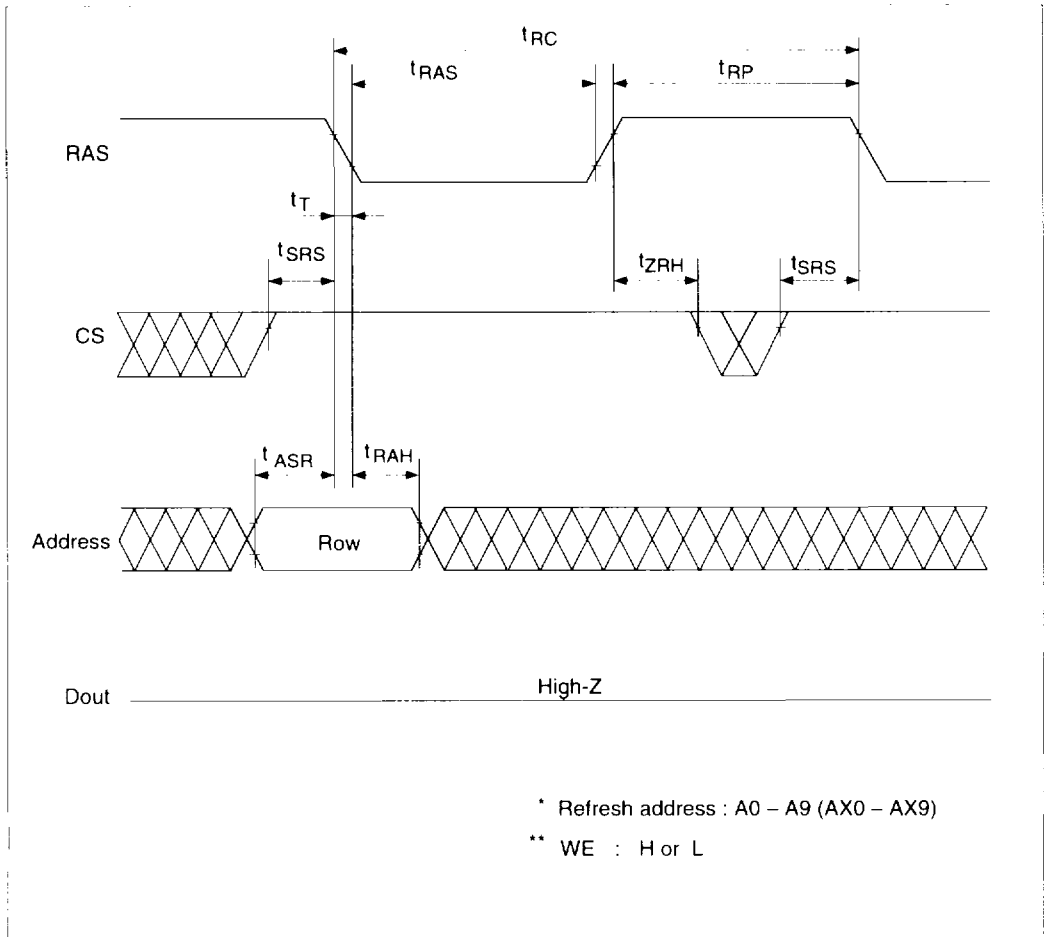 tRC
tRAS
tRP
RAS
tT
tSRS
tZRH
tSRS
CS
tASR
tRAH
Address
Row
High-Z
Dout
* Refresh address : A0 – A9 (AX0 – AX9)
** WE : H or L